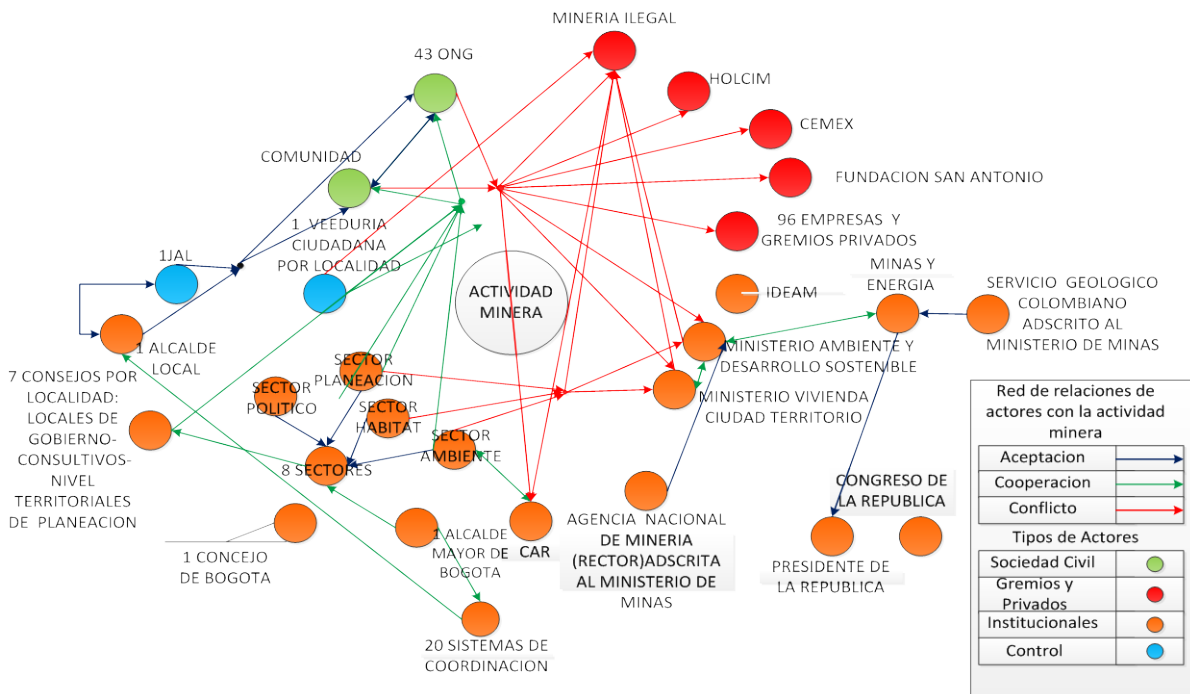 MINERIA ILEGAL
43 ONG
HOLCIM
CEMEX
COMUNIDAD
FUNDACION SAN ANTONIO
1 VEEDURIA
CIUDADANA
POR LOCALIDAD
96 EMPRESAS Y
GREMIOS PRIVADOS
1JAL
MINAS Y
ENERGIA
SERVICIO GEOLOGICO
COLOMBIANO
ADSCRITO AL
MINISTERIO DE MINAS
IDEAM
ACTIVIDAD
MINERA
1 ALCALDE
LOCAL
MINISTERIO AMBIENTE Y
DESARROLLO SOSTENIBLE
SECTOR
PLANEACION
7 CONSEJOS POR
LOCALIDAD:
LOCALES DE
GOBIERNO-
CONSULTIVOS-
NIVEL
TERRITORIALES
DE PLANEACION
SECTOR
POLITICO
SECTOR
HABITAT
MINISTERIO VIVIENDA
CIUDAD TERRITORIO
SECTOR
AMBIENTE
8 SECTORES
CONGRESO DE
LA REPUBLICA
1 CONCEJO
DE BOGOTA
1 ALCALDE
MAYOR DE
BOGOTA
CAR
AGENCIA NACIONAL
DE MINERIA
(RECTOR)ADSCRITA
AL MINISTERIO DE
MINAS
PRESIDENTE DE
LA REPUBLICA
20 SISTEMAS DE
COORDINACION
Red de relaciones de
actores con la actividad
minera
Aceptacion
Cooperacion
Conflicto
Tipos de Actores
Sociedad Civil
Gremios y
Privados
Institucionales
Control